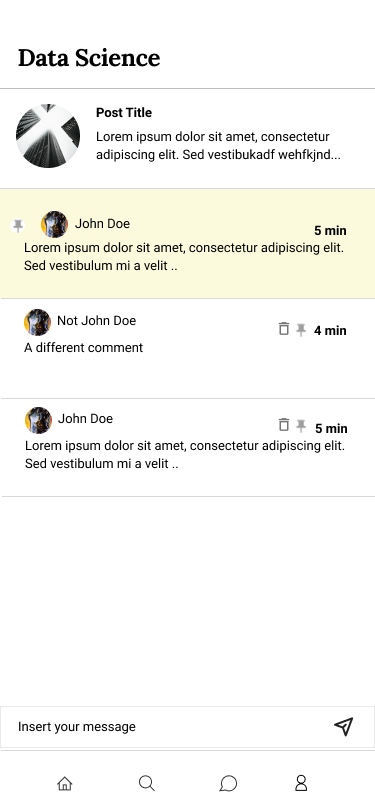 Data Science
Post Title
Lorem ipsum dolor sit amet, consectetur
adipiscing elit. Sed vestibukadf wehfkjnd...
John Doe
5 min
Lorem ipsum dolor sit amet, consectetur adipiscing elit.
Sed vestibulum mi a velit ..
Not John Doe
4 min
A different comment
John Doe
5 min
Lorem ipsum dolor sit amet, consectetur adipiscing elit.
Sed vestibulum mi a velit ..
Insert your message